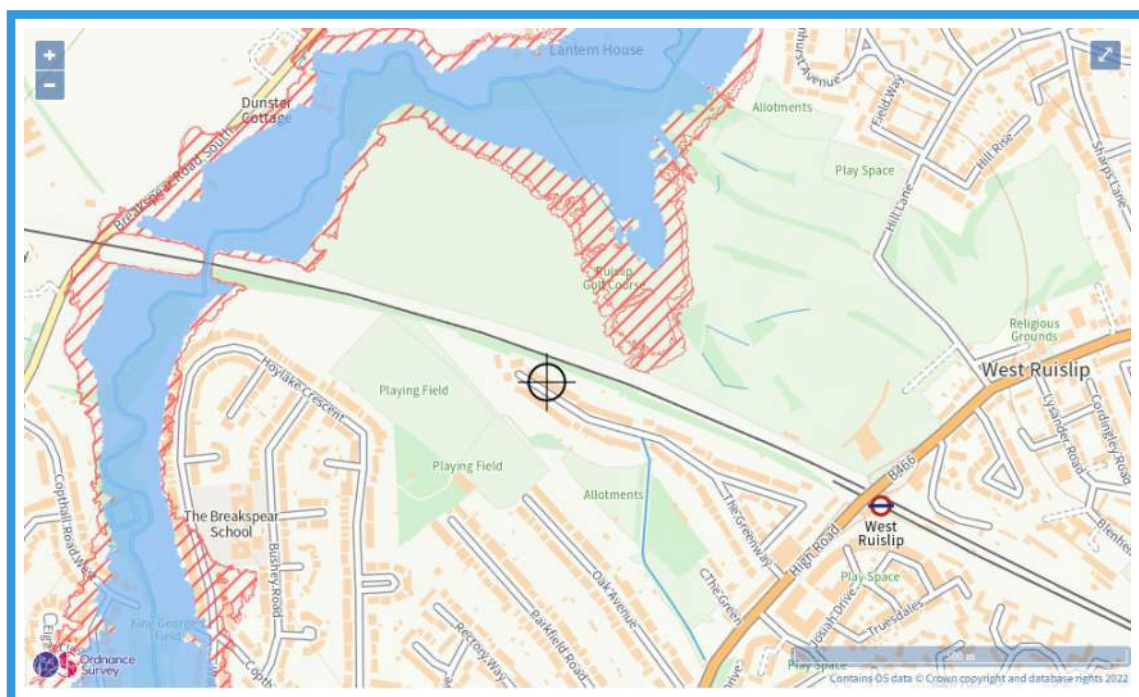 +
−
Lantern House
Dunster
Cottage
Breakspear Road South
Allotments
Field Way
Hill Rise
Sharps Lane
Play Space
Hill Lane
Ruislip
Golf Course
Religious
Grounds
West Ruislip
Hoylake Crescent
Playing Field
Playing Field
Lysander Road
Cordingley Road
B466
Allotments
The Greenway
West
Ruislip
High Road
The Breakspear
School
Copthall Road West
Bushey Road
Oak Avenue
Parkfield Road
The Green
Play Space
Josiah Drive
Truesdales
Play Space
King George's
Field
Ordnance
Survey
500 m
Contains OS data © Crown copyright and database rights 2022